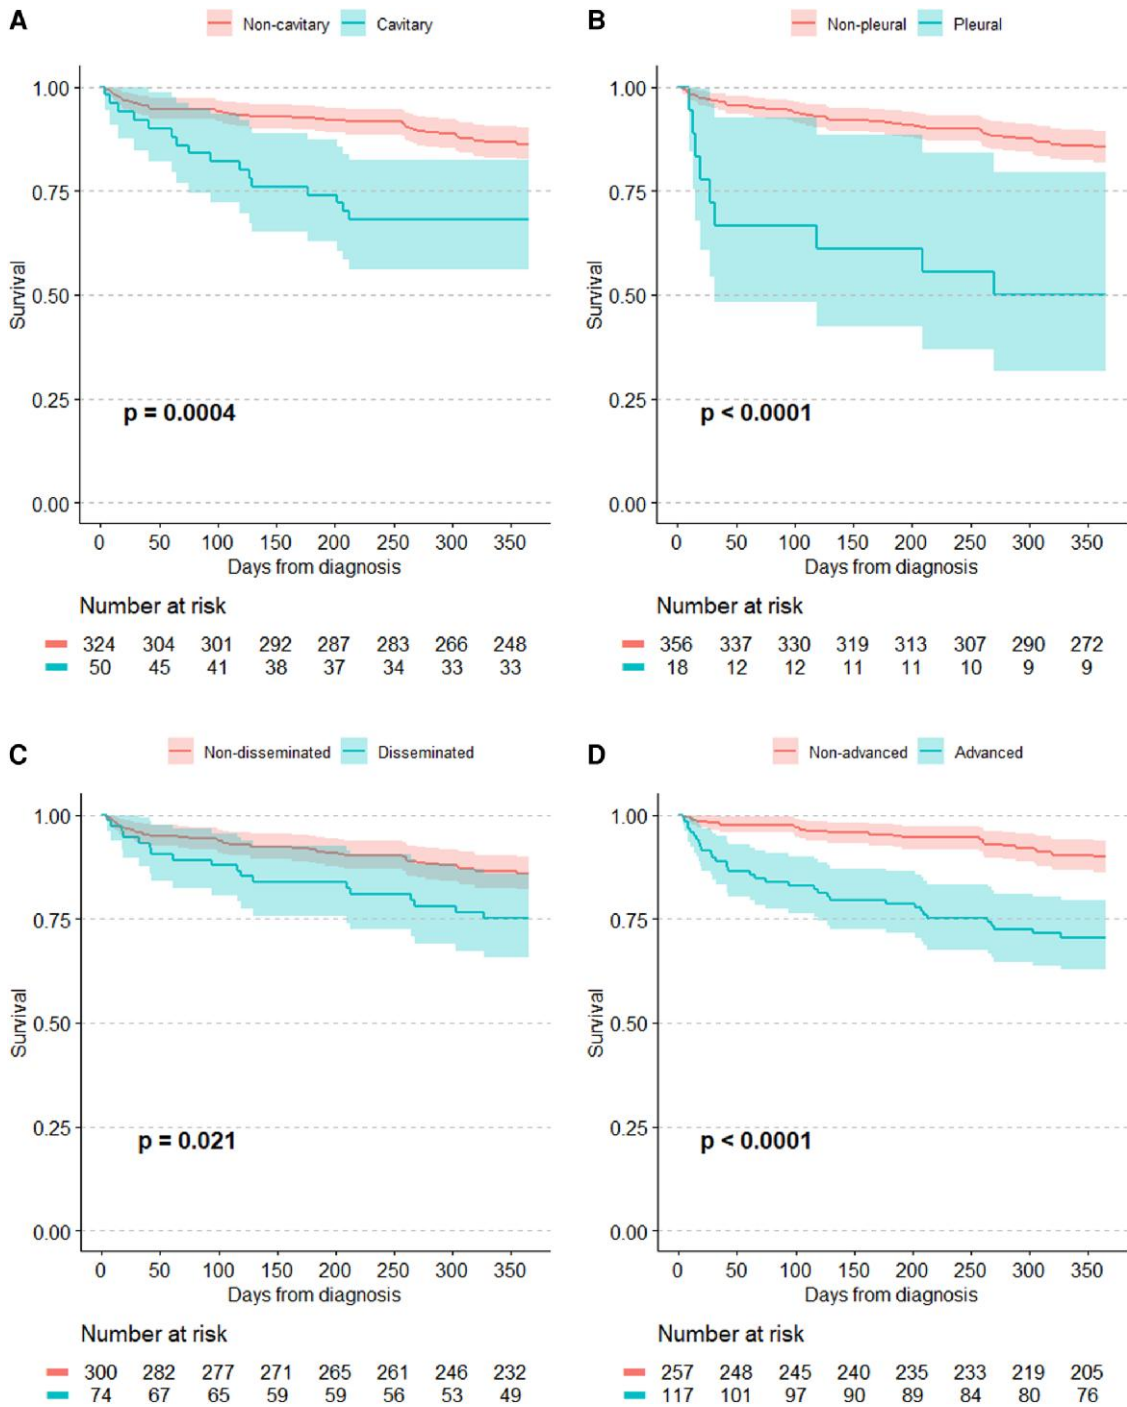 A
Non-cavitary Cavitary
1.00
0.75
0.50
0.25
0.00
Survival
p = 0.0004
0 50 100 150 200 250 300 350
Days from diagnosis
Number at risk
324 304 301 292 287 283 266 248
50 45 41 38 37 34 33 33
B
Non-pleural Pleural
1.00
0.75
0.50
0.25
0.00
Survival
p < 0.0001
0 50 100 150 200 250 300 350
Days from diagnosis
Number at risk
356 337 330 319 313 307 290 272
18 12 12 11 11 10 9 9
C
Non-disseminated Disseminated
1.00
0.75
0.50
0.25
0.00
Survival
p = 0.021
0 50 100 150 200 250 300 350
Days from diagnosis
Number at risk
300 282 277 271 265 261 246 232
74 67 65 59 59 56 53 49
D
Non-advanced Advanced
1.00
0.75
0.50
0.25
0.00
Survival
p < 0.0001
0 50 100 150 200 250 300 350
Days from diagnosis
Number at risk
257 248 245 240 235 233 219 205
117 101 97 90 89 84 80 76